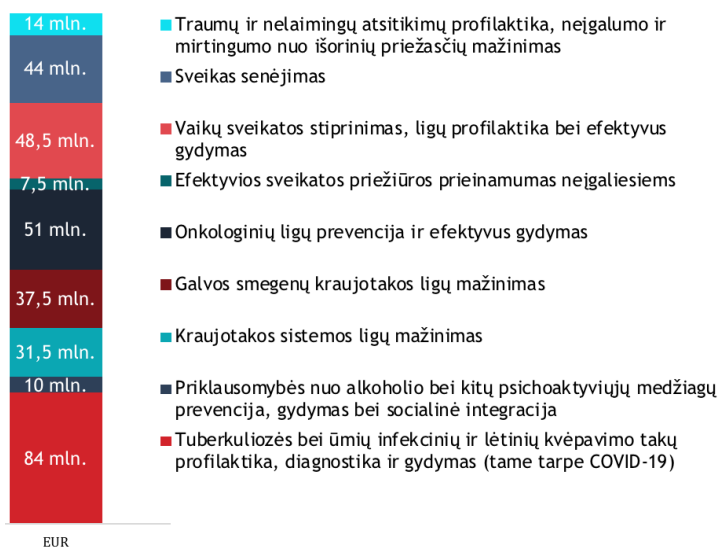 14 mln.
44 mln.
48,5 mln.
7,5 mln.
51 mln.
37,5 mln.
31,5 mln.
10 mln.
84 mln.
EUR
Traumų ir nelaimingų atsitikimų profilaktika, neįgalumo ir
mirtingumo nuo išorinių priežasčių mažinimas
Sveikas senėjimas
Vaikų sveikatos stiprinimas, ligų profilaktika bei efektyvus
gydymas
Efektyvios sveikatos priežiūros prieinamumas neįgaliesiems
Onkologinių ligų prevencija ir efektyvus gydymas
Galvos smegenų kraujotakos ligų mažinimas
Kraujotakos sistemos ligų mažinimas
Priklausomybės nuo alkoholio bei kitų psichoaktyviųjų medžiagų
prevencija, gydymas bei socialinė integracija
Tuberkuliozės bei ūmių infekcinių ir lėtinių kvėpavimo takų
profilaktika, diagnostika ir gydymas (tame tarpe COVID-19)